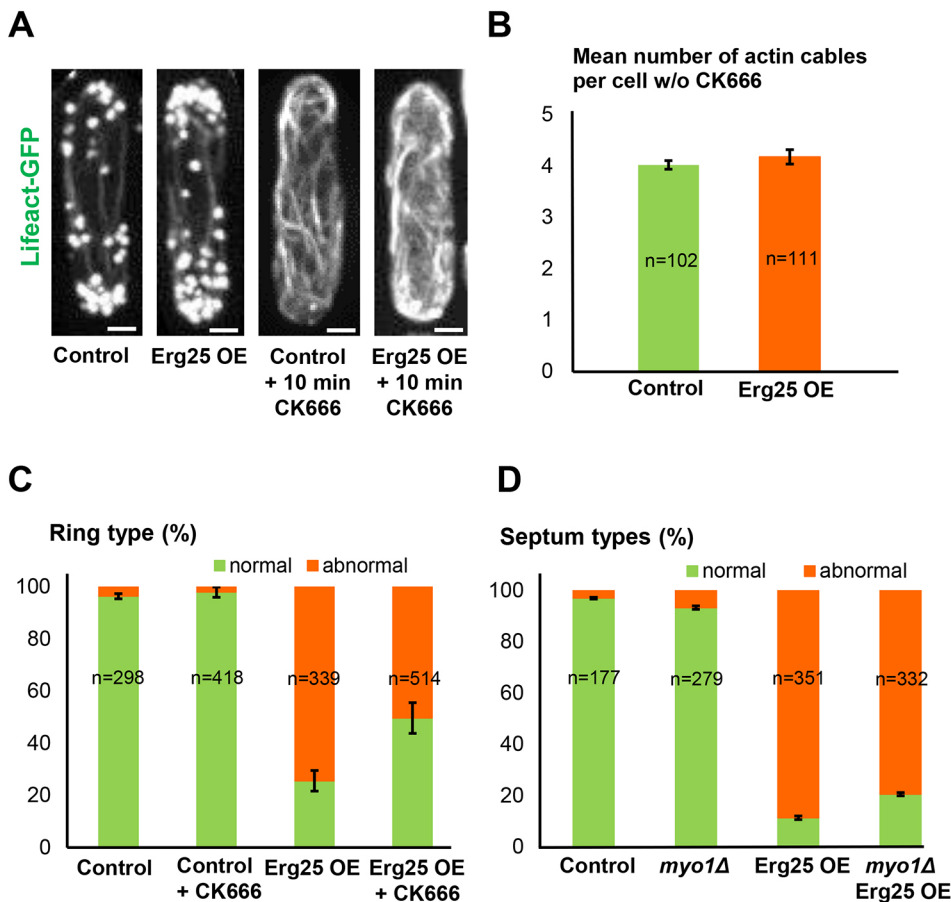 A
Lifeact-GFP
Control
Erg25 OE
Control
+ 10 min
CK666
Erg25 OE
+ 10 min
CK666
B
Mean number of actin cables
per cell w/o CK666
5
4
3
2
1
0
n=102
n=111
Control
Erg25 OE
C
Ring type (%)
normal
abnormal
100
80
60
40
20
0
n=298
n=418
n=339
n=514
Control
Control
+ CK666
Erg25 OE
Erg25 OE
+ CK666
D
Septum types (%)
normal
abnormal
100
80
60
40
20
0
n=177
n=279
n=351
n=332
Control
myo1Δ
Erg25 OE
myo1Δ
Erg25 OE